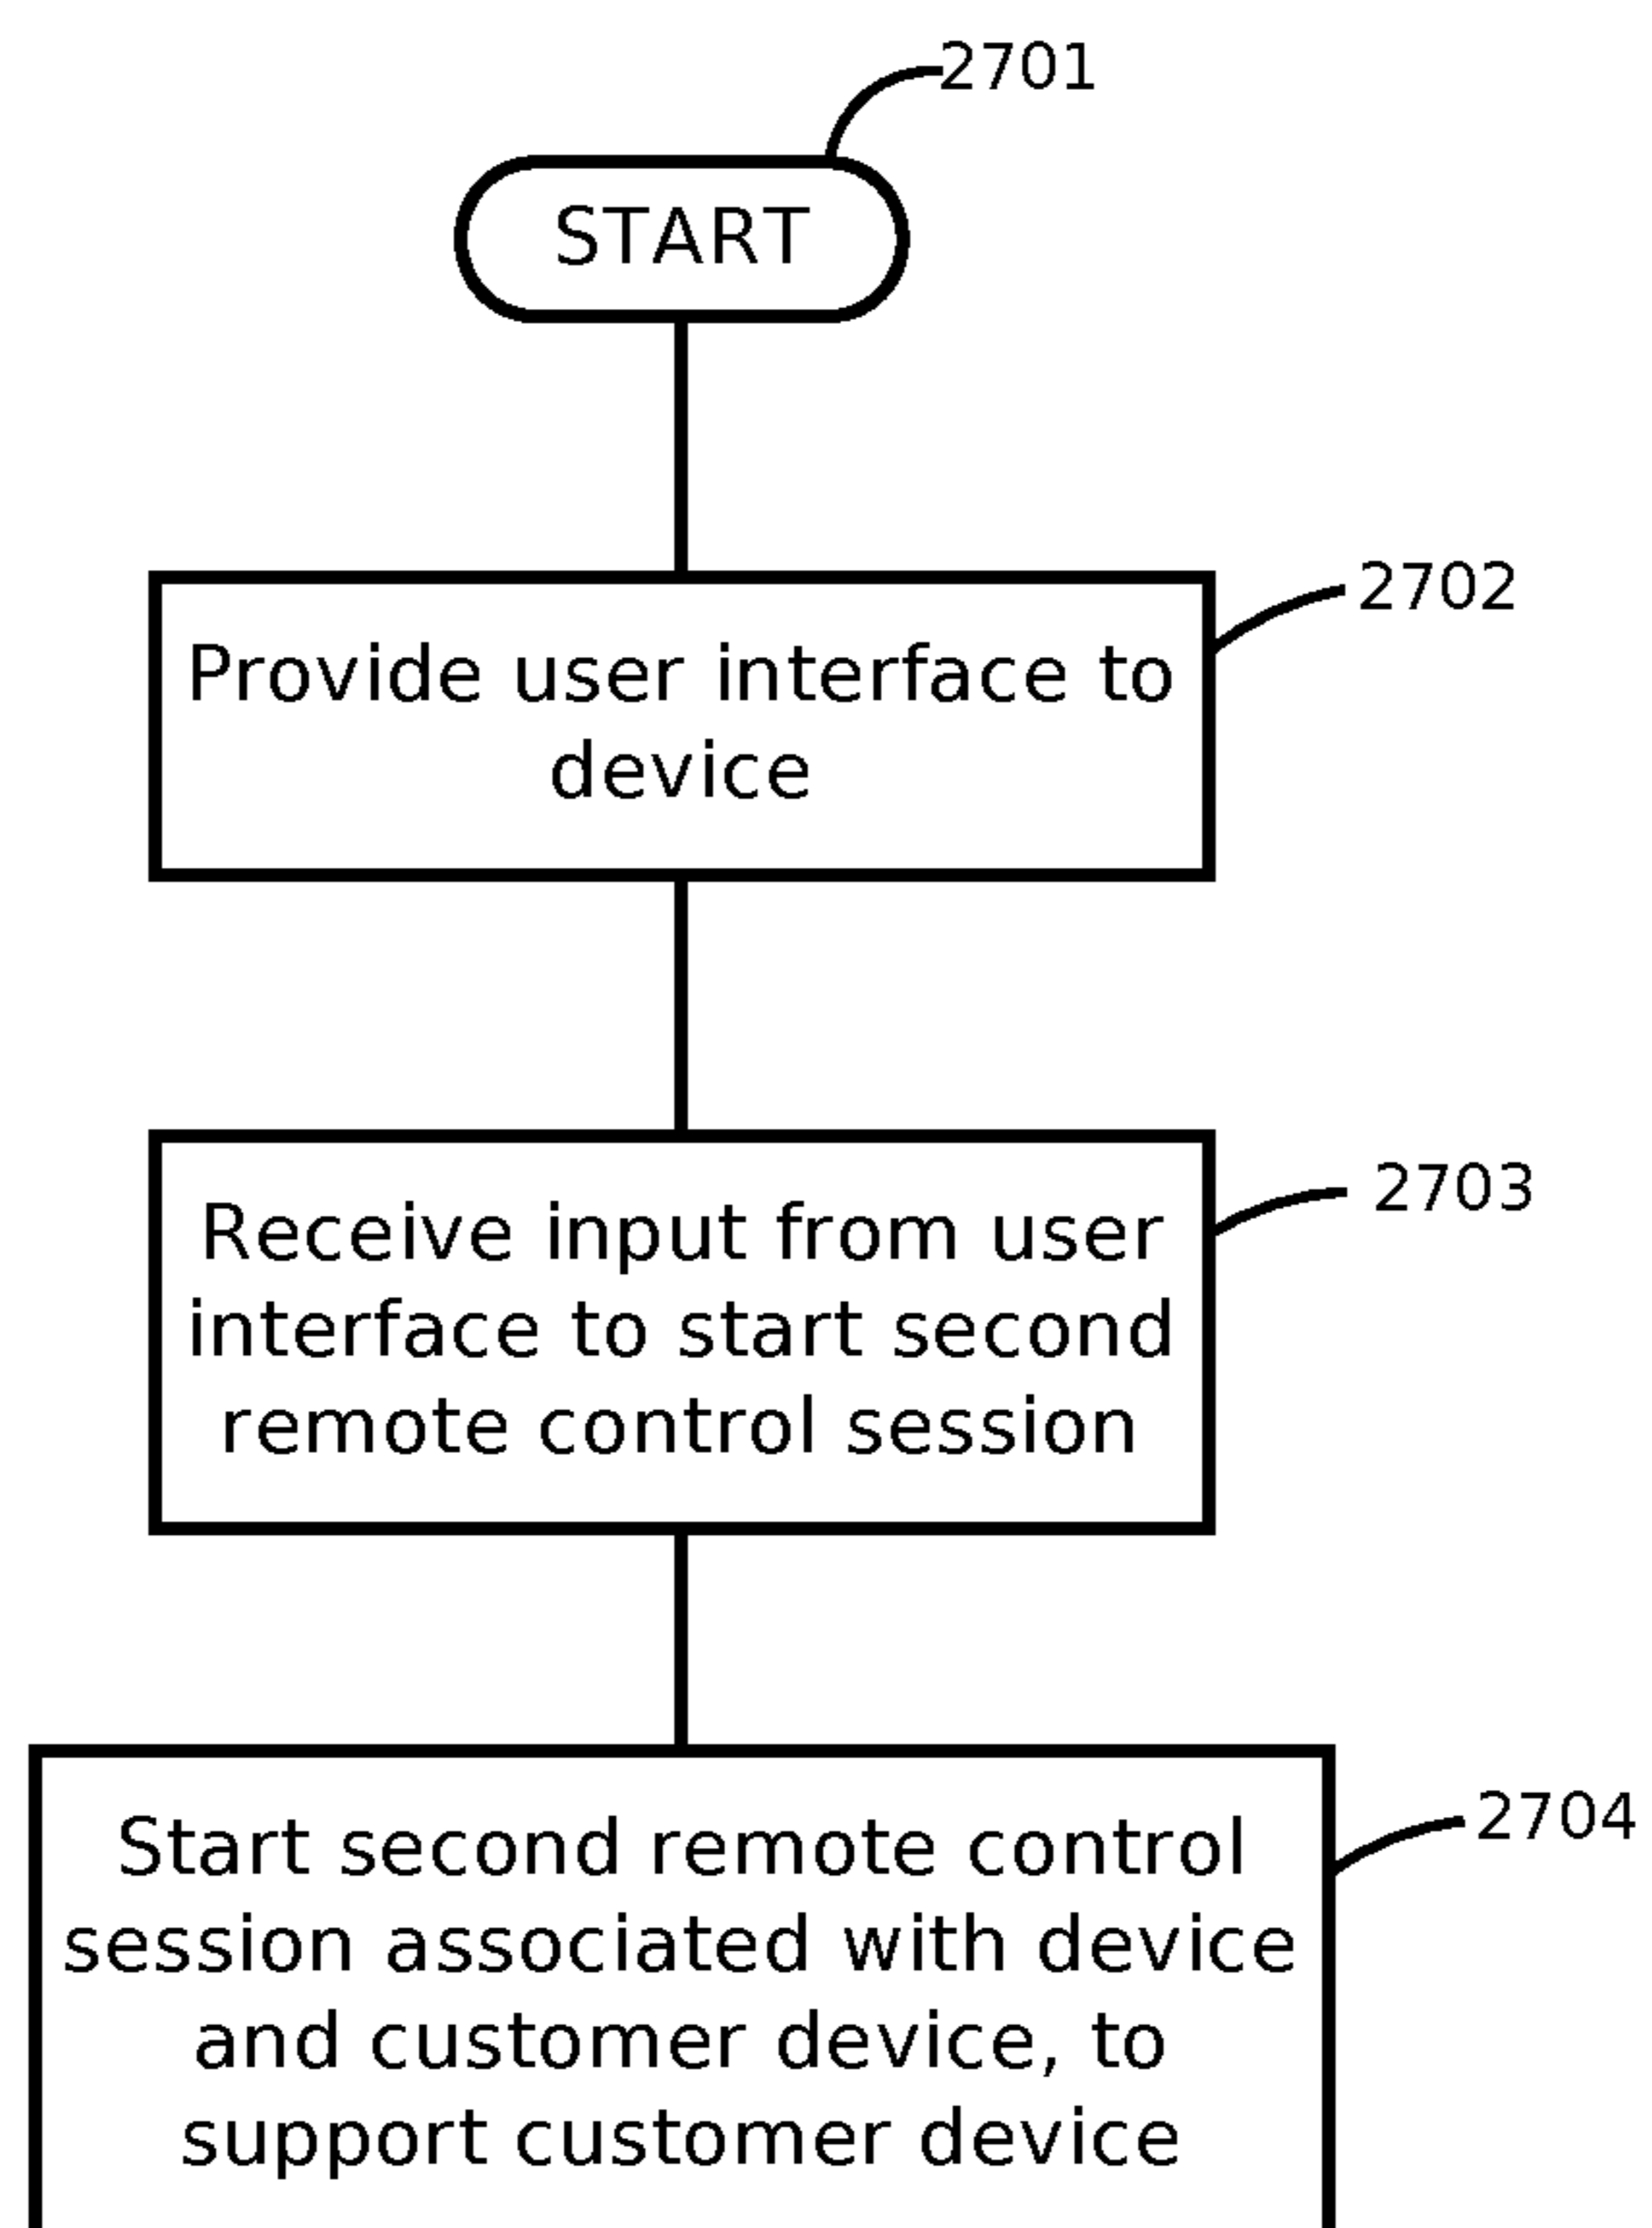 2701
START
2702
Provide user interface to
device
2703
Receive input from user
interface to start second
remote control session
2704
Start second remote control
session associated with device
and customer device, to
support customer device